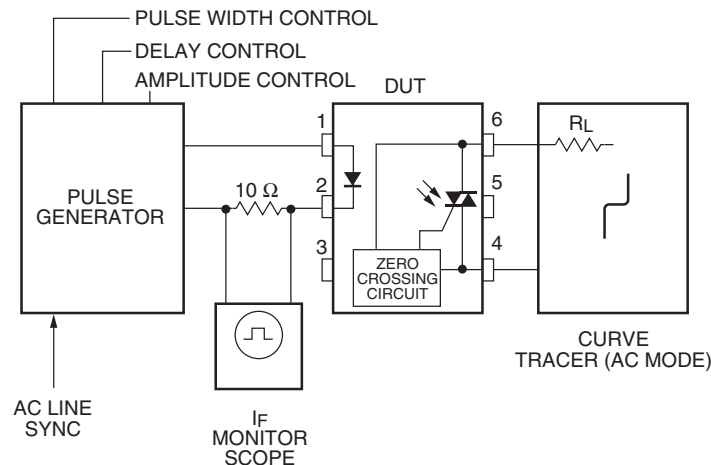 PULSE WIDTH CONTROL
DELAY CONTROL
AMPLITUDE CONTROL
DUT
PULSE
GENERATOR
10 Ω
1
2
3
6
5
4
ZERO
CROSSING
CIRCUIT
RL
CURVE
TRACER (AC MODE)
AC LINE
SYNC
IF
MONITOR
SCOPE